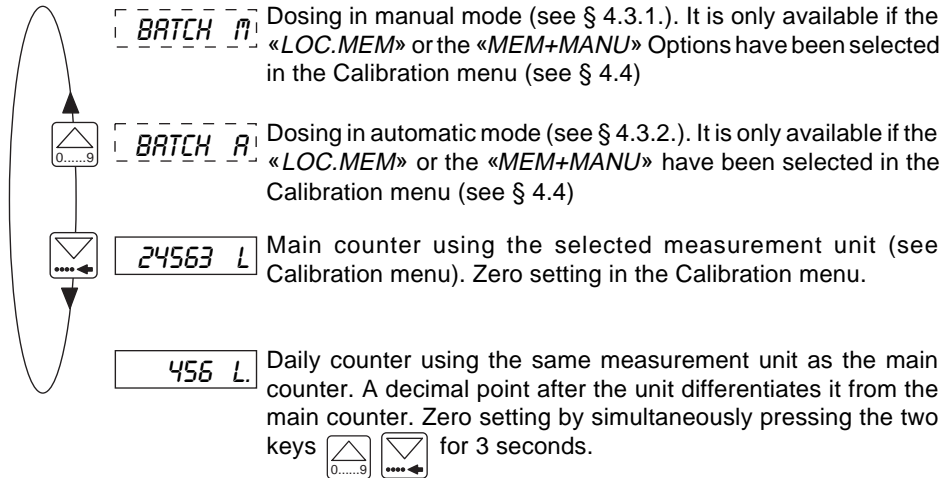 BATCH M Dosing in manual mode (see § 4.3.1.). It is only available if the
«LOC.MEM» or the «MEM+MANU» Options have been selected
in the Calibration menu (see § 4.4)
0......9 BATCH A Dosing in automatic mode (see § 4.3.2.). It is only available if the
«LOC.MEM» or the «MEM+MANU» have been selected in the
Calibration menu (see § 4.4)
24563 L Main counter using the selected measurement unit (see
Calibration menu). Zero setting in the Calibration menu.
456 L. Daily counter using the same measurement unit as the main
counter. A decimal point after the unit differentiates it from the
main counter. Zero setting by simultaneously pressing the two
keys 0......9 for 3 seconds.